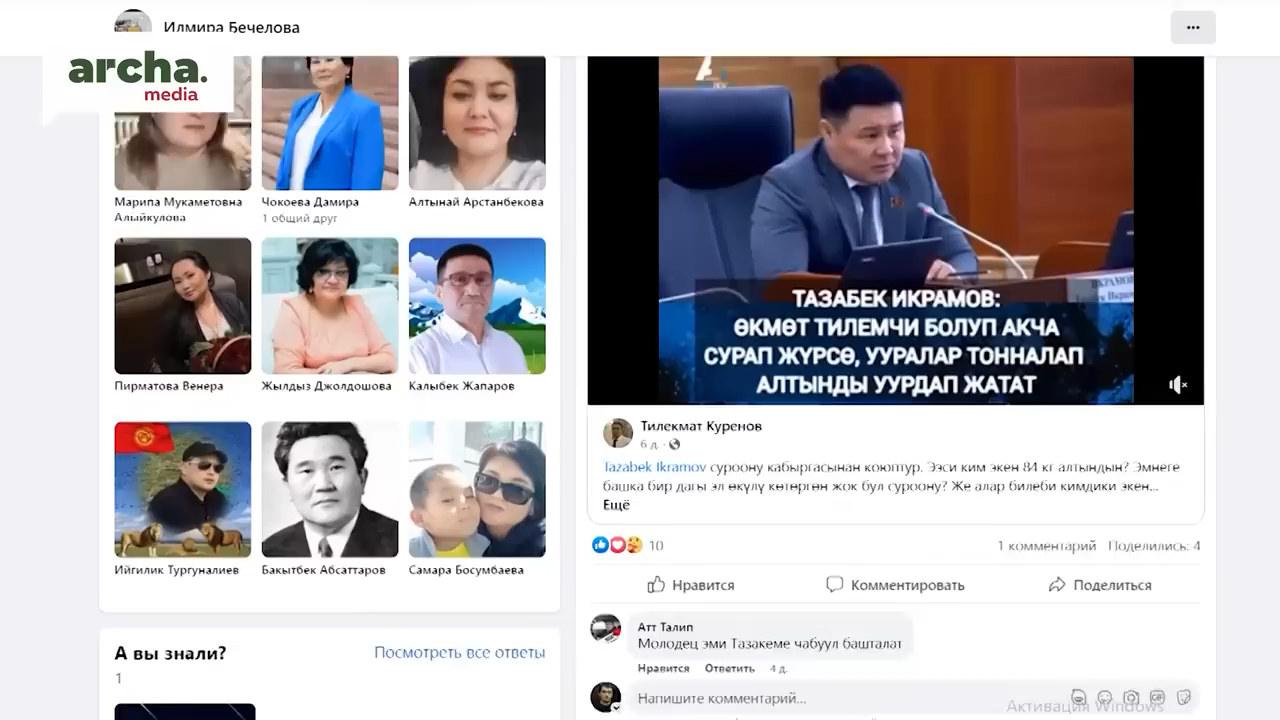 Илмира Бечелова
archa.
media
Марипа Мукаметовна
Алыйкулова
Чокоева Дамира
1 общий друг
Алтынай Арстанбекова
Пирматова Венера
Жылдыз Джолдошова
Калыбек Жапаров
Ийгилик Тургуналиев
Бакытбек Абсаттаров
Самара Босумбаева
А вы знали?
Посмотреть все ответы
1
ТАЗАБЕК ИКРАМОВ:
ӨКМӨТ ТИЛЕМЧИ БОЛУП АКЧА
СУРАП ЖҮРСӨ, УУРАЛАР ТОННАЛАП
АЛТЫНДЫ УУРДАП ЖАТАТ
Тилекмат Куренов
6 д.
Tazabek Ikramov суроону кабыргасынан коюптур. Ээси ким экен 84 кг алтындын? Эмнеге
башка бир дагы эл өкүлү көтөргөн жок бул суроону? Же алар билеби кимдики экен...
Ещё
10
1 комментарий Поделились: 4
Нравится Комментировать Поделиться
Атт Талип
Молодец эми Тазакеме чабуул башталат
Нравится Ответить 4 д.
Напишите комментарий...
Активация Windows